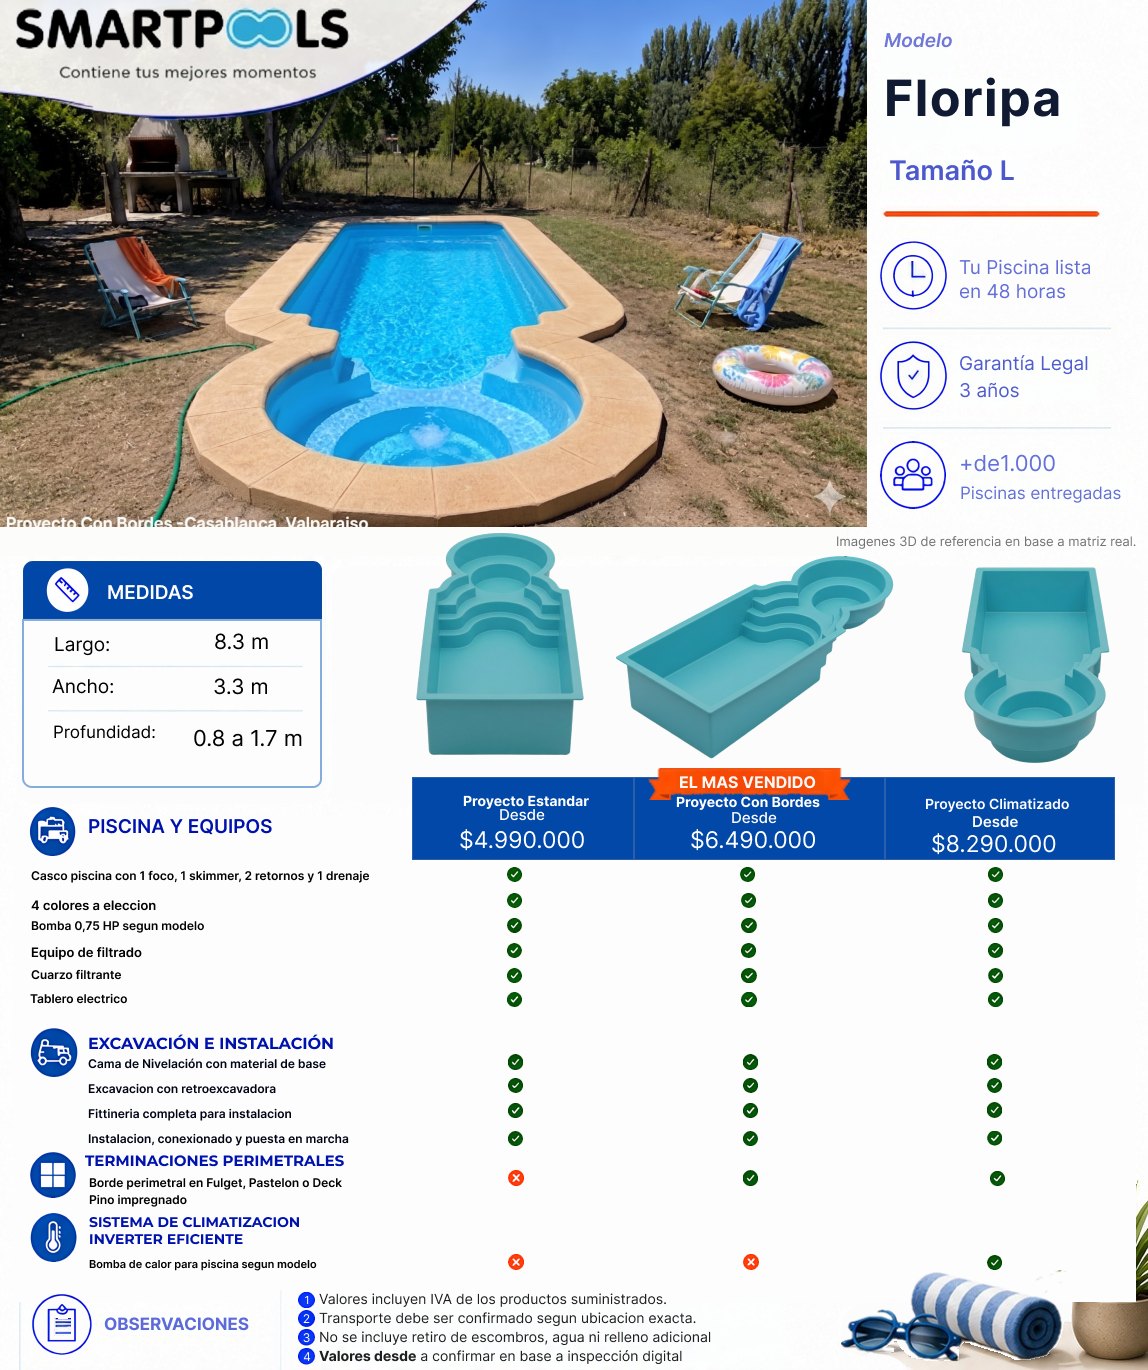 SMARTPOOLS
Contiene tus mejores momentos
Modelo
Floripa
Tamaño L
Tu Piscina lista
en 48 horas
Garantía Legal
3 años
+de1.000
Piscinas entregadas
Proyecto Con Bordes -Casablanca, Valparaiso
Imagenes 3D de referencia en base a matriz real.
MEDIDAS
Largo: 8.3 m
Ancho: 3.3 m
Profundidad: 0.8 a 1.7 m
EL MAS VENDIDO
Proyecto Estandar
Desde
$4.990.000
Proyecto Con Bordes
Desde
$6.490.000
Proyecto Climatizado
Desde
$8.290.000
PISCINA Y EQUIPOS
Casco piscina con 1 foco, 1 skimmer, 2 retornos y 1 drenaje
4 colores a eleccion
Bomba 0,75 HP segun modelo
Equipo de filtrado
Cuarzo filtrante
Tablero electrico
EXCAVACIÓN E INSTALACIÓN
Cama de Nivelación con material de base
Excavacion con retroexcavadora
Fittineria completa para instalacion
Instalacion, conexionado y puesta en marcha
TERMINACIONES PERIMETRALES
Borde perimetral en Fulget, Pastelon o Deck
Pino impregnado
SISTEMA DE CLIMATIZACION
INVERTER EFICIENTE
Bomba de calor para piscina segun modelo
OBSERVACIONES
1 Valores incluyen IVA de los productos suministrados.
2 Transporte debe ser confirmado segun ubicacion exacta.
3 No se incluye retiro de escombros, agua ni relleno adicional
4 Valores desde a confirmar en base a inspección digital